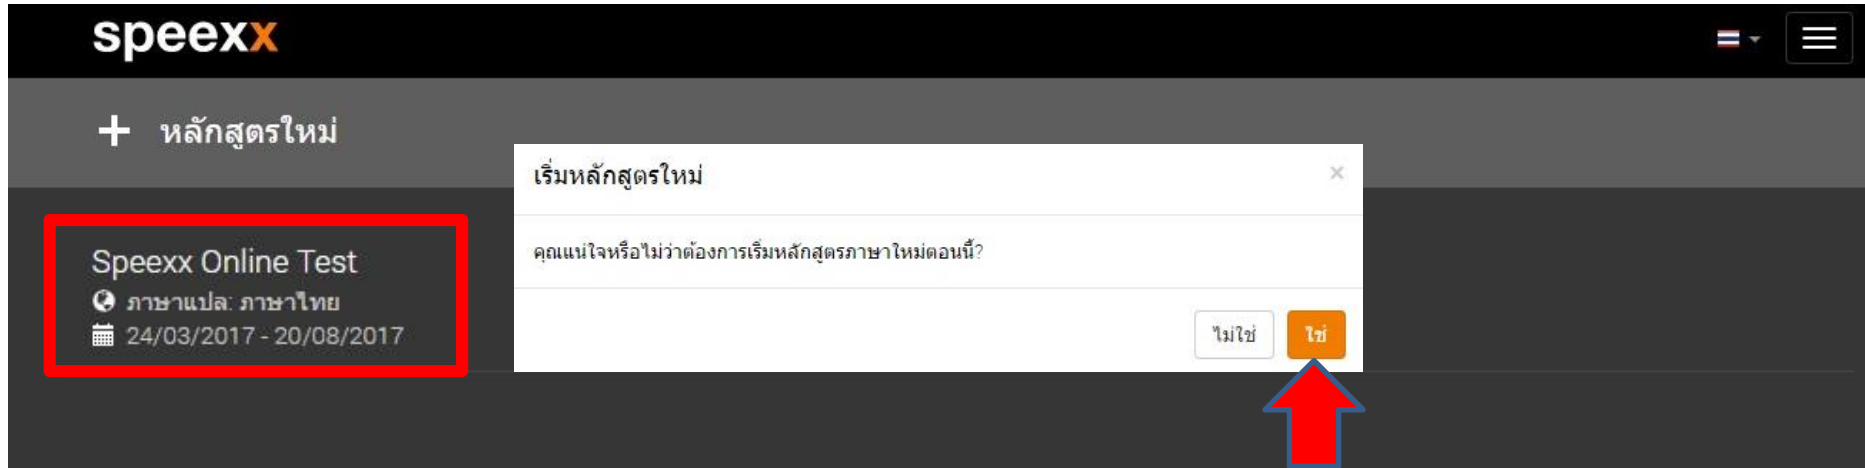 speexx
หลักสูตรใหม่
Speexx Online Test
ภาษาแปล: ภาษาไทย
24/03/2017 - 20/08/2017
เริ่มหลักสูตรใหม่
×
คุณแน่ใจหรือไม่ว่าต้องการเริ่มหลักสูตรภาษาใหม่ตอนนี้?
ไม่ใช่ ใช่